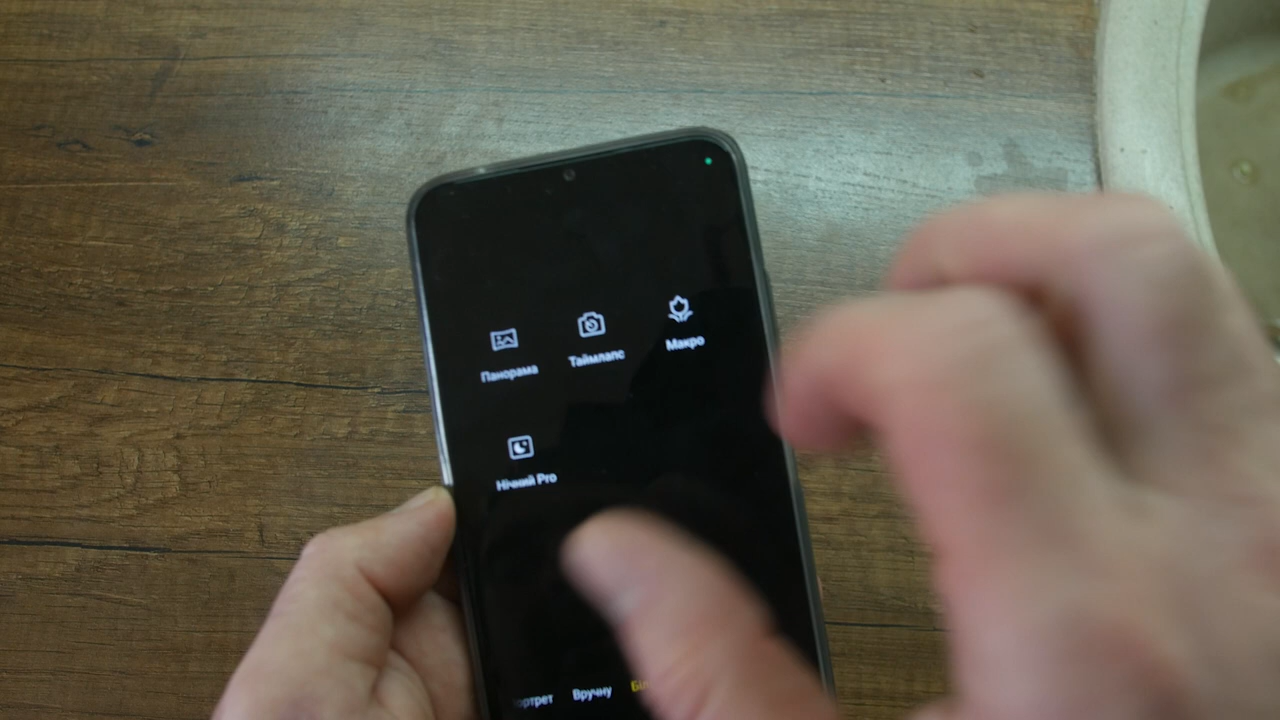 Панорама
Таймлапс
Макро
Нічний Pro
Вручну